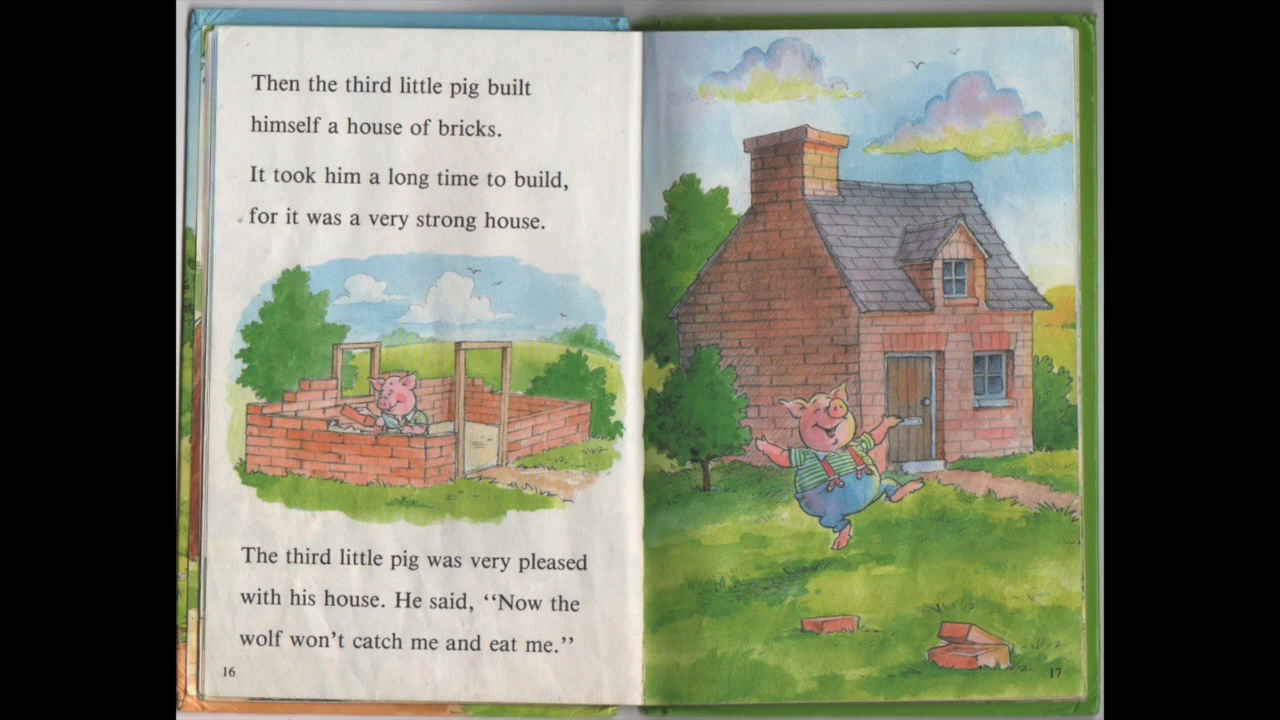 Then the third little pig built
himself a house of bricks.
It took him a long time to build,
for it was a very strong house.
The third little pig was very pleased
with his house. He said, “Now the
wolf won’t catch me and eat me.”
16
17